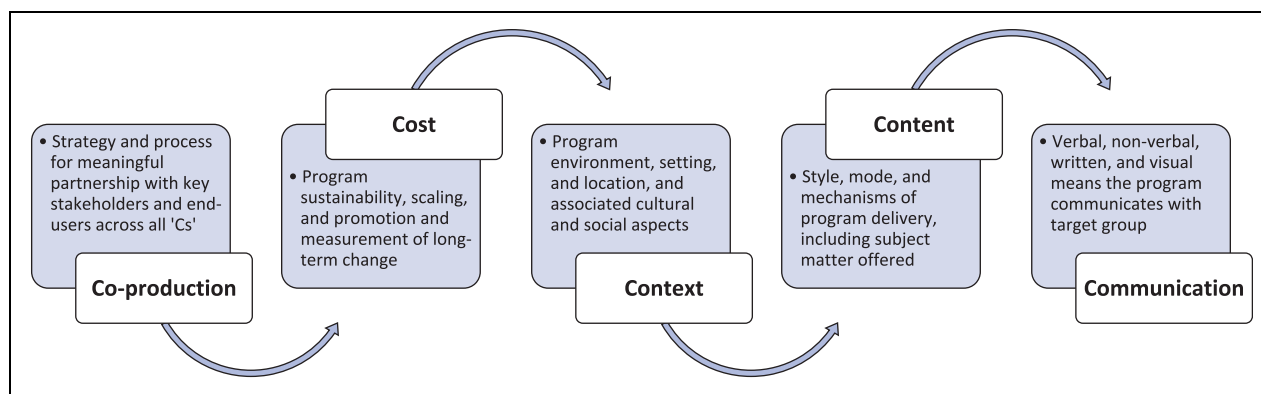 • Strategy and process
for meaningful
partnership with key
stakeholders and end-
users across all 'Cs'
Co-production
Cost
• Program
sustainability, scaling,
and promotion and
measurement of long-
term change
• Program
environment, setting,
and location, and
associated cultural
and social aspects
Context
Content
• Style, mode, and
mechanisms of
program delivery,
including subject
matter offered
• Verbal, non-verbal,
written, and visual
means the program
communicates with
target group
Communication